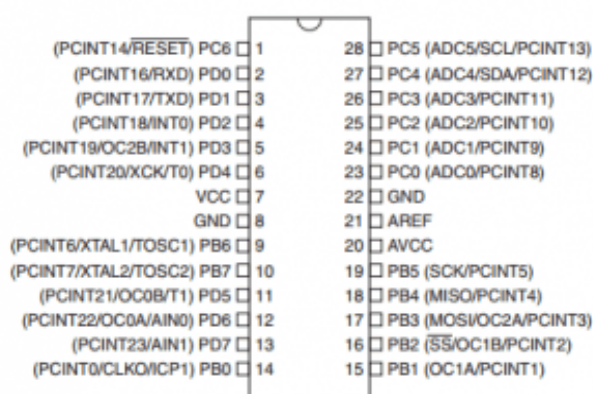 (PCINT14/RESET) PC6 1 28 PC5 (ADC5/SCL/PCINT13)
(PCINT16/RXD) PD0 2 27 PC4 (ADC4/SDA/PCINT12)
(PCINT17/TXD) PD1 3 26 PC3 (ADC3/PCINT11)
(PCINT18/INT0) PD2 4 25 PC2 (ADC2/PCINT10)
(PCINT19/OC2B/INT1) PD3 5 24 PC1 (ADC1/PCINT9)
(PCINT20/XCK/T0) PD4 6 23 PC0 (ADC0/PCINT8)
VCC 7 22 GND
GND 8 21 AREF
(PCINT6/XTAL1/TOSC1) PB6 9 20 AVCC
(PCINT7/XTAL2/TOSC2) PB7 10 19 PB5 (SCK/PCINT5)
(PCINT21/OC0B/T1) PD5 11 18 PB4 (MISO/PCINT4)
(PCINT22/OC0A/AIN0) PD6 12 17 PB3 (MOSI/OC2A/PCINT3)
(PCINT23/AIN1) PD7 13 16 PB2 (SS/OC1B/PCINT2)
(PCINT0/CLKO/ICP1) PB0 14 15 PB1 (OC1A/PCINT1)